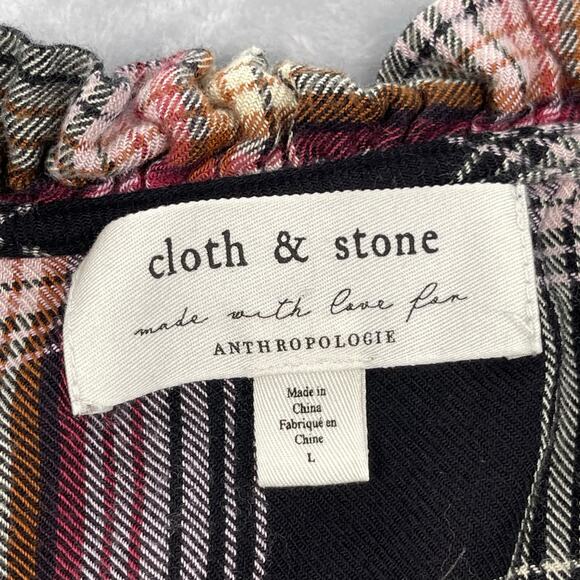 cloth & stone
made with love for
ANTHROPOLOGIE
Made in
China
Fabriqué en
Chine
L